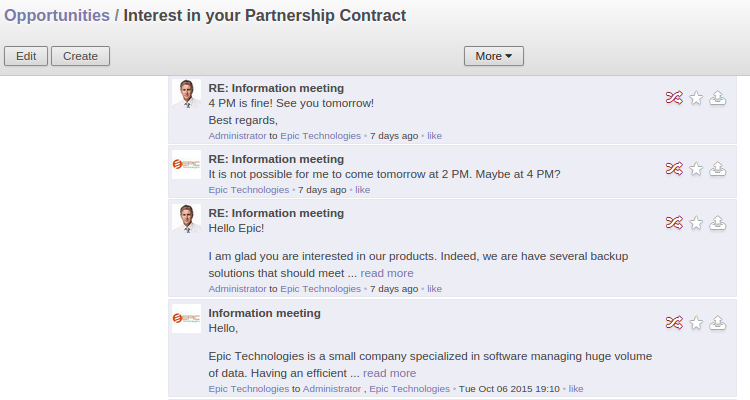 Opportunities / Interest in your Partnership Contract
Edit Create More
RE: Information meeting
4 PM is fine! See you tomorrow!
Best regards,
Administrator to Epic Technologies • 7 days ago • like
EPIC
RE: Information meeting
It is not possible for me to come tomorrow at 2 PM. Maybe at 4 PM?
Epic Technologies • 7 days ago • like
RE: Information meeting
Hello Epic!
I am glad you are interested in our products. Indeed, we are have several backup
solutions that should meet ... read more
Administrator to Epic Technologies • 7 days ago • like
EPIC
Information meeting
Hello,
Epic Technologies is a small company specialized in software managing huge volume
of data. Having an efficient ... read more
Epic Technologies to Administrator , Epic Technologies • Tue Oct 06 2015 19:10 • like